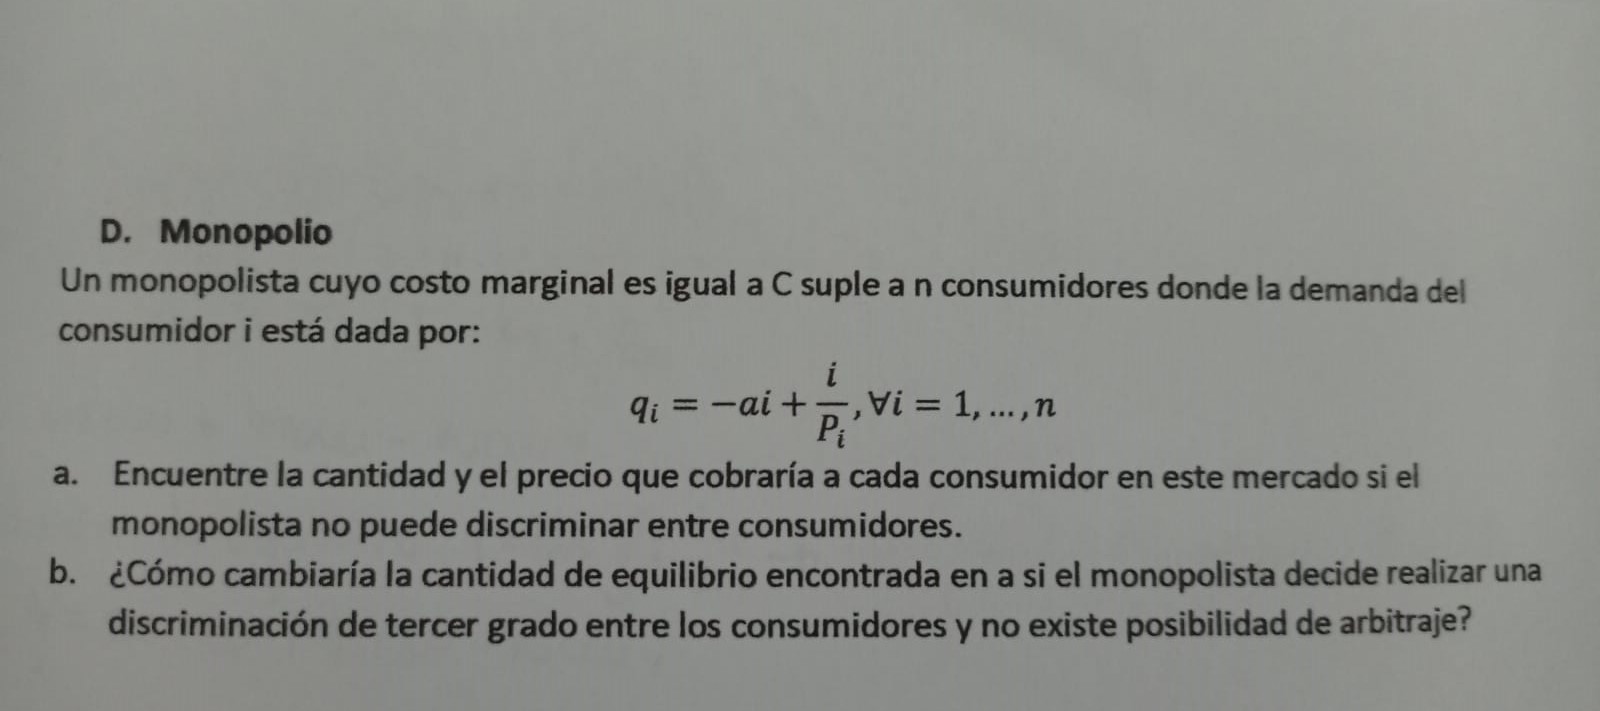 D. Monopolio
Un monopolista cuyo costo marginal es igual a C suple a n consumidores donde la demanda del
consumidor i está dada por:
q_i = -ai + i/P_i, ∀i = 1, ..., n
a. Encuentre la cantidad y el precio que cobraría a cada consumidor en este mercado si el
monopolista no puede discriminar entre consumidores.
b. ¿Cómo cambiaría la cantidad de equilibrio encontrada en a si el monopolista decide realizar una
discriminación de tercer grado entre los consumidores y no existe posibilidad de arbitraje?